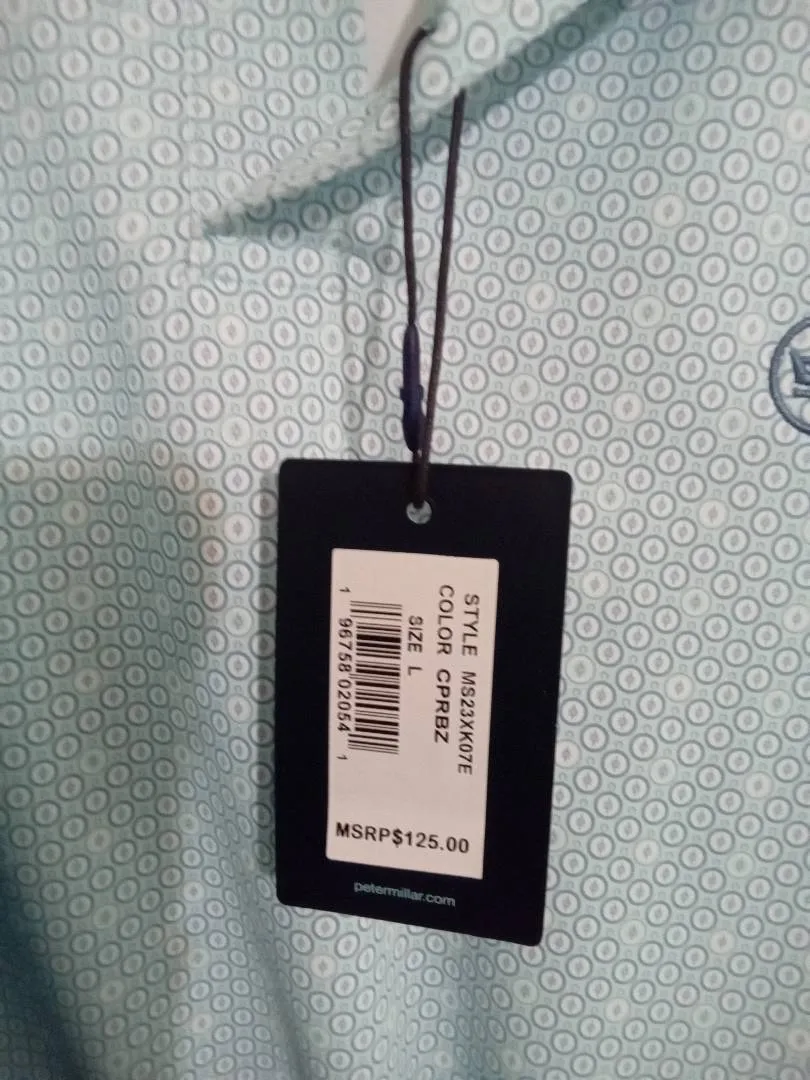 STYLE MS23XK07E
COLOR CPRBZ
SIZE L
1 96758 02054 1
MSRP$125.00
petermillar.com